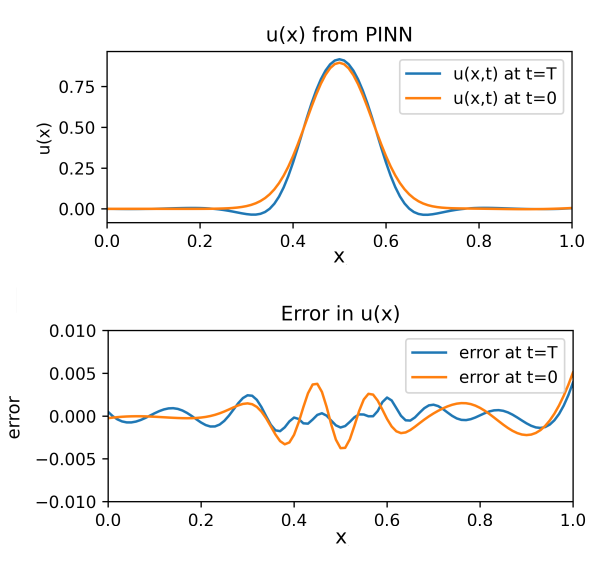 u(x) from PINN
u(x)
0.75
0.50
0.25
0.00
u(x,t) at t=T
u(x,t) at t=0
0.0 0.2 0.4 0.6 0.8 1.0
x
Error in u(x)
error
0.010
0.005
0.000
−0.005
−0.010
error at t=T
error at t=0
0.0 0.2 0.4 0.6 0.8 1.0
x